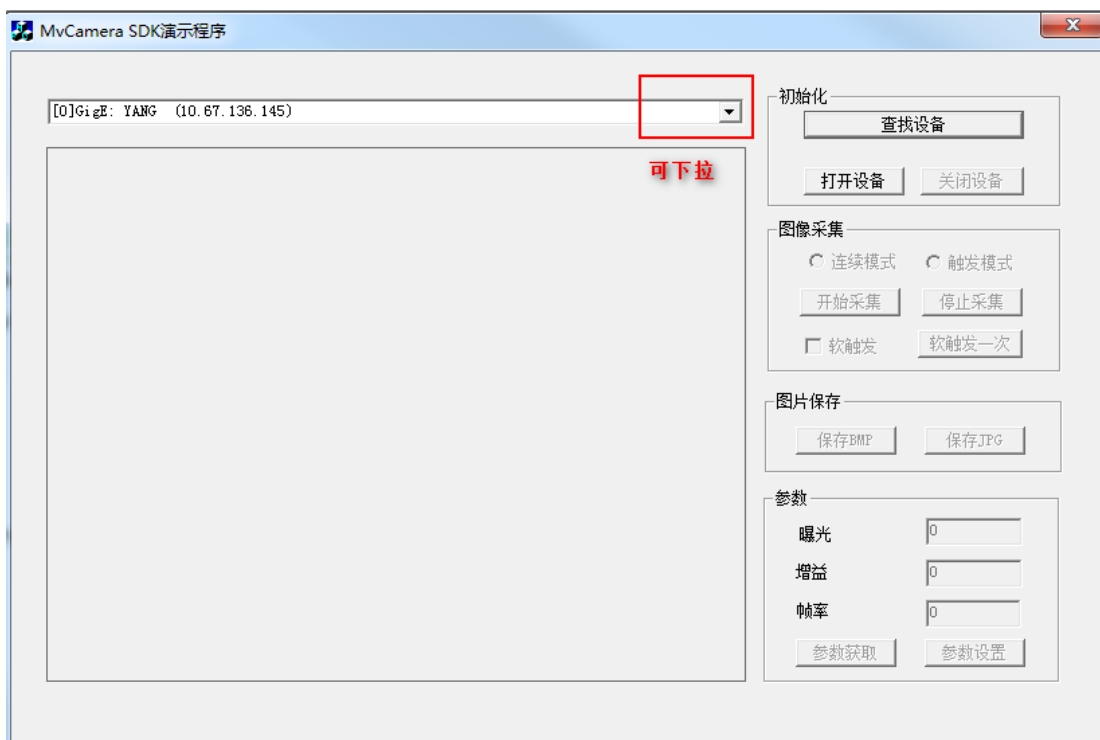 MvCamera SDK演示程序
[0]GigE: YANG (10.67.136.145)
可下拉
初始化
查找设备
打开设备 关闭设备
图像采集
连续模式 触发模式
开始采集 停止采集
软触发 软触发一次
图片保存
保存BMP 保存JPG
参数
曝光 0
增益 0
帧率 0
参数获取 参数设置